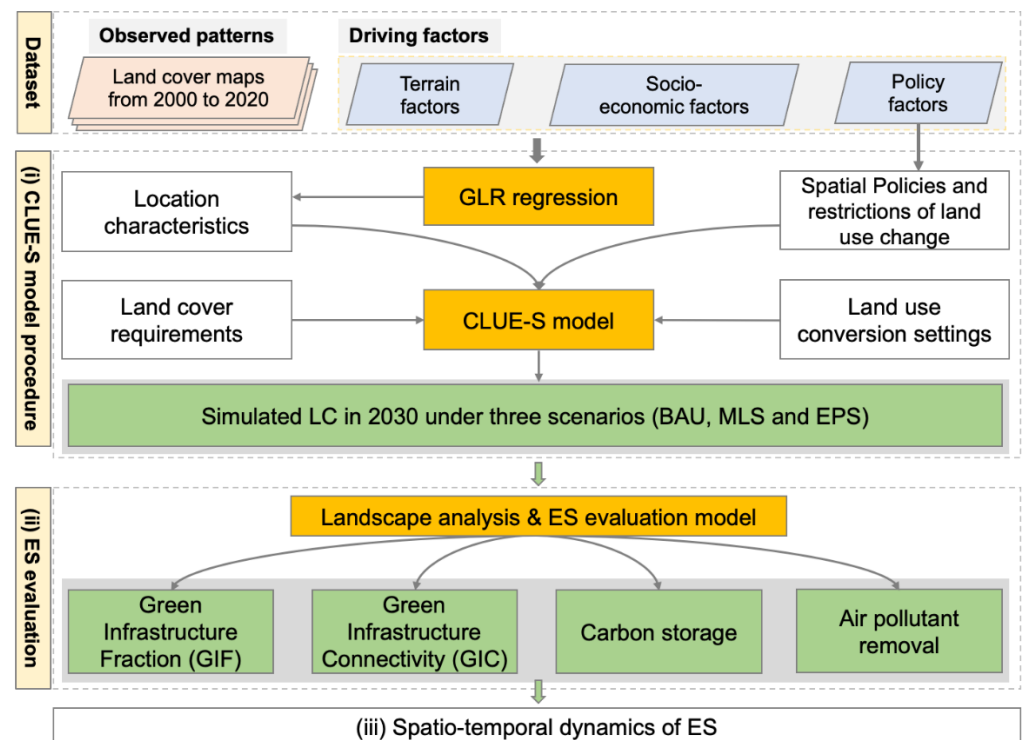 Dataset
Observed patterns
Driving factors
Land cover maps
from 2000 to 2020
Terrain
factors
Socio-
economic factors
Policy
factors
(i) CLUE-S model procedure
Location
characteristics
GLR regression
Spatial Policies and
restrictions of land
use change
Land cover
requirements
CLUE-S model
Land use
conversion settings
Simulated LC in 2030 under three scenarios (BAU, MLS and EPS)
(ii) ES evaluation
Landscape analysis & ES evaluation model
Green
Infrastructure
Fraction (GIF)
Green
Infrastructure
Connectivity (GIC)
Carbon storage
Air pollutant
removal
(iii) Spatio-temporal dynamics of ES